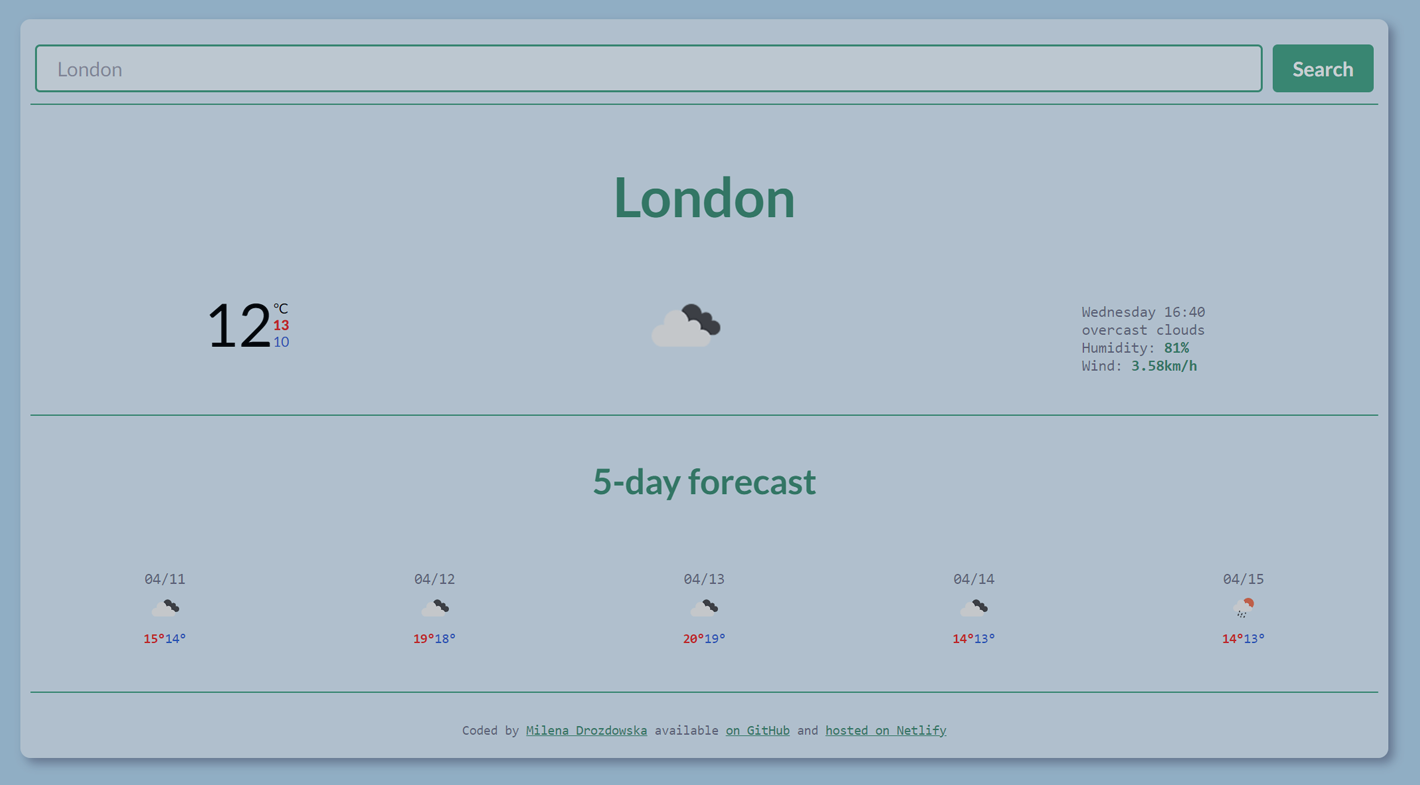 London
Search
London
12
°C
13
10
Wednesday 16:40
overcast clouds
Humidity: 81%
Wind: 3.58km/h
5-day forecast
04/11
15°14°
04/12
19°18°
04/13
20°19°
04/14
14°13°
04/15
14°13°
Coded by Milena Drozdowska available on GitHub and hosted on Netlify